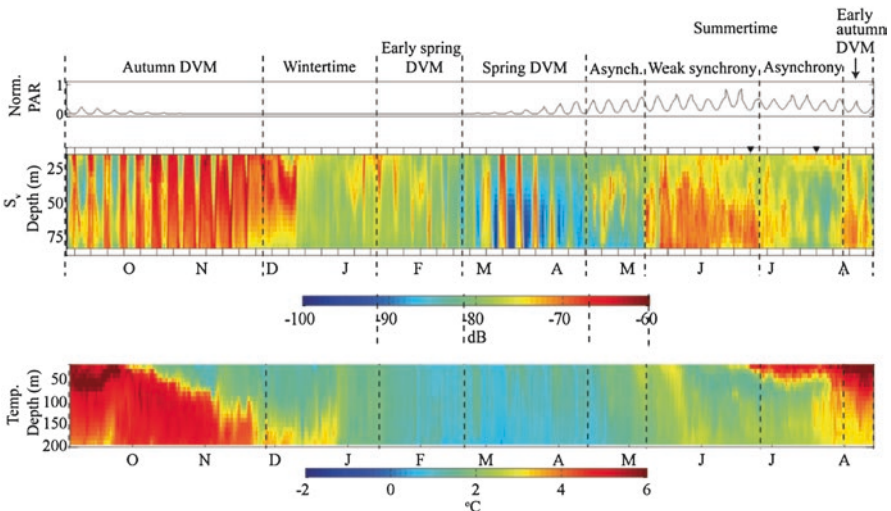 Summertime
Early
autumn
DVM
Early spring
DVM
Autumn DVM Wintertime Spring DVM Asynch. Weak synchrony Asynchrony
Norm.
PAR
1
0
S_v
Depth (m)
25
50
75
O N D J F M A M J J A
-100 -90 -80 -70 -60
dB
Temp.
Depth (m)
50
100
150
200
O N D J F M A M J J A
-2 0 2 4 6
°C